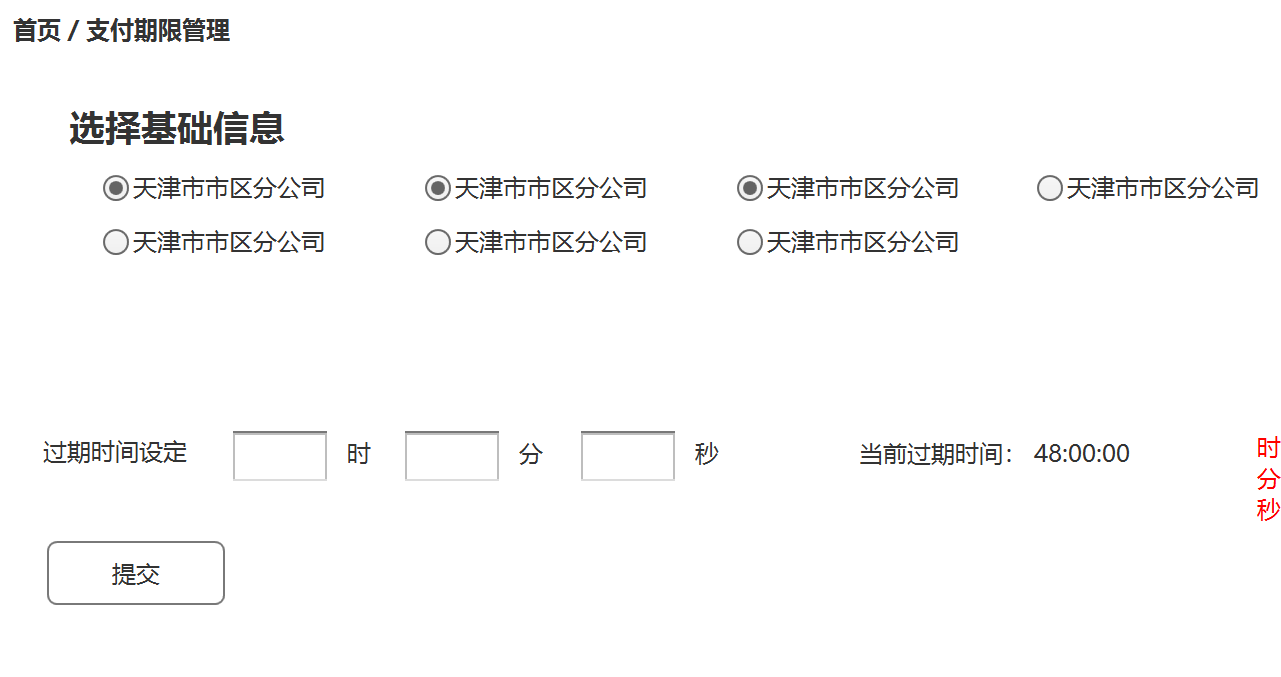 首页 / 支付期限管理
选择基础信息
天津市市区分公司 天津市市区分公司 天津市市区分公司 天津市市区分公司
天津市市区分公司 天津市市区分公司 天津市市区分公司
过期时间设定 时 分 秒 当前过期时间： 48:00:00
时
分
秒
提交